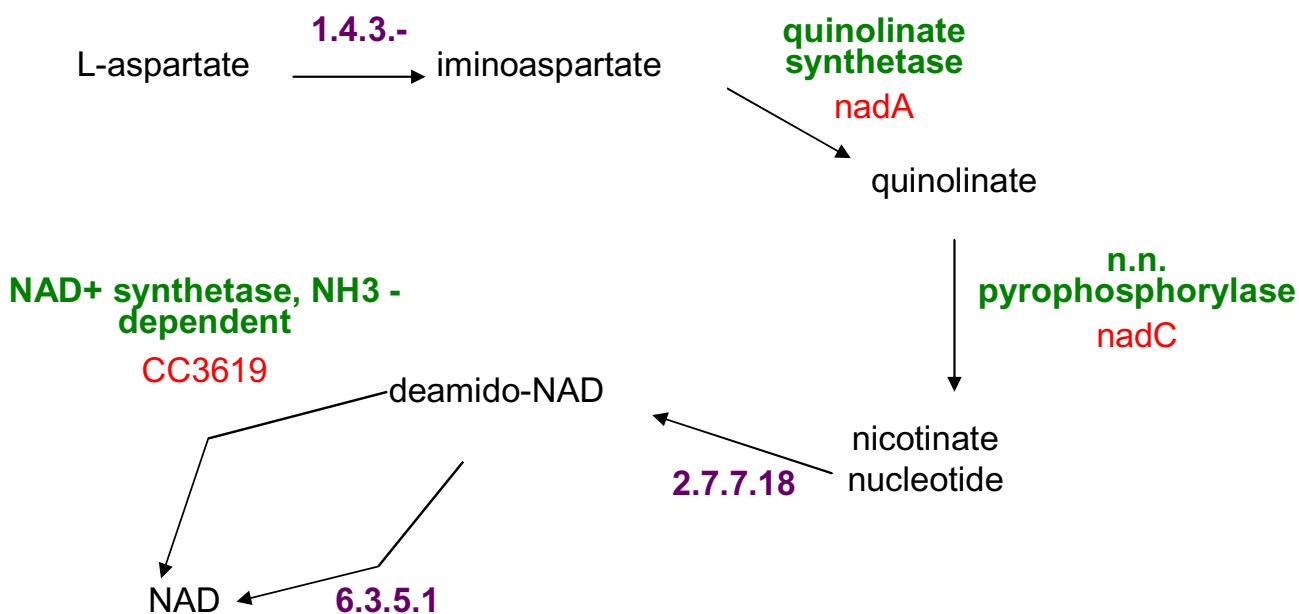 1.4.3.-
L-aspartate
iminoaspartate
quinolinate
synthetase
nadA
quinolinate
n.n.
pyrophosphorylase
nadC
NAD+ synthetase, NH3 -
dependent
CC3619
deamido-NAD
nicotinate
nucleotide
2.7.7.18
NAD
6.3.5.1